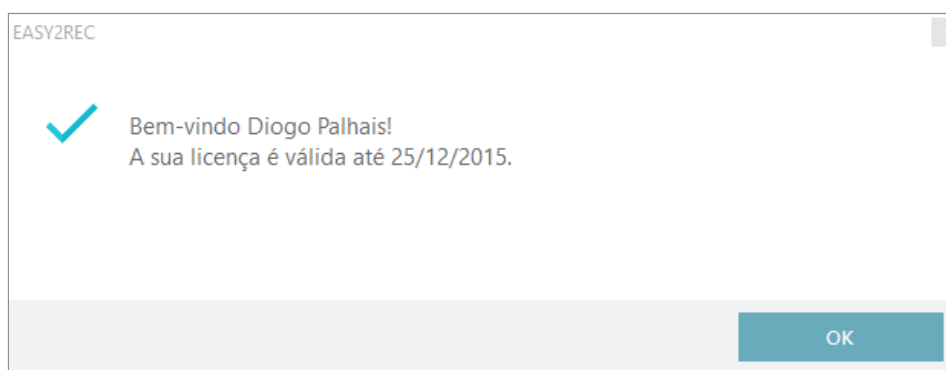 EASY2REC
Bem-vindo Diogo Palhais!
A sua licença é válida até 25/12/2015.
OK